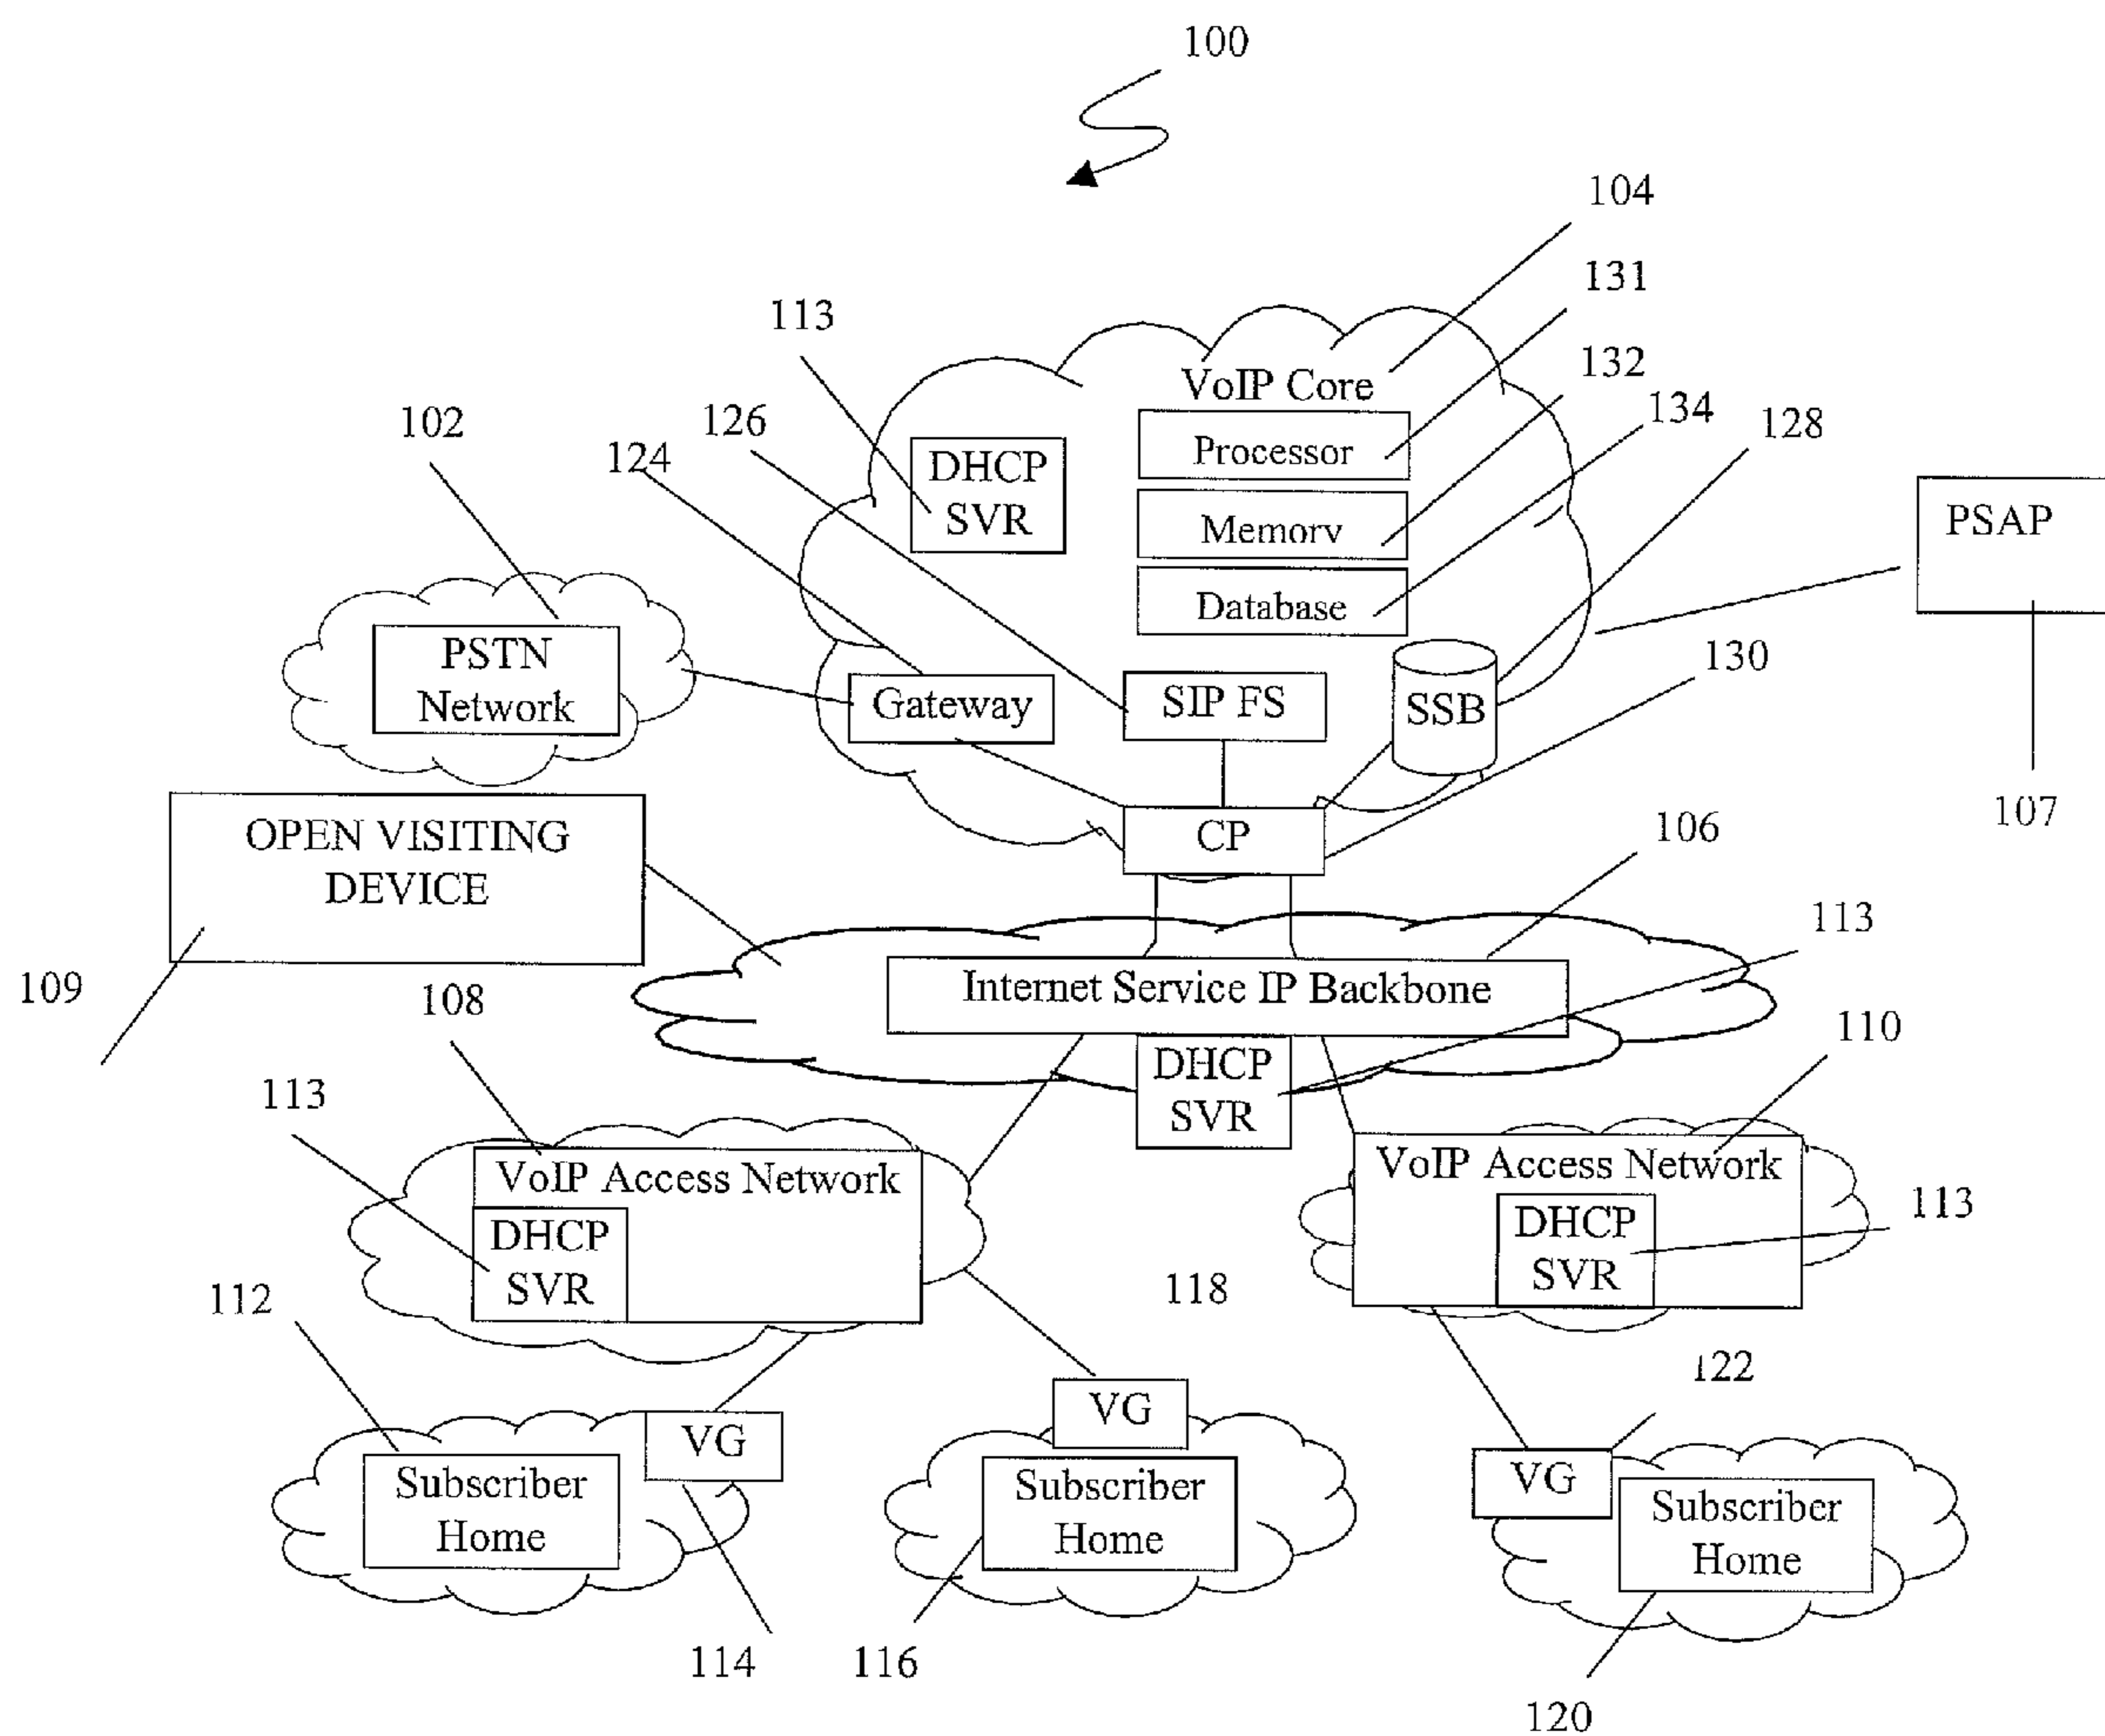 100
104
131
113
132
VoIP Core
126
134
102
128
124
Processor
DHCP
SVR
PSAP
Memory
Database
PSTN
Network
130
Gateway
SIP FS
SSB
107
OPEN VISITING
DEVICE
CP
106
113
109
108
Internet Service IP Backbone
110
DHCP
SVR
113
VoIP Access Network
VoIP Access Network
113
DHCP
SVR
DHCP
SVR
112
118
122
VG
VG
VG
Subscriber
Home
Subscriber
Home
Subscriber
Home
114
116
120